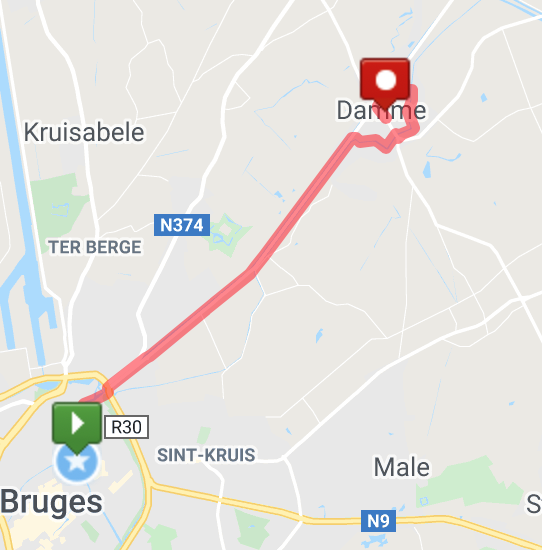 Damme
Kruisabele
N374
TER BERGE
R30
SINT-KRUIS
Male
Bruges
S
N9